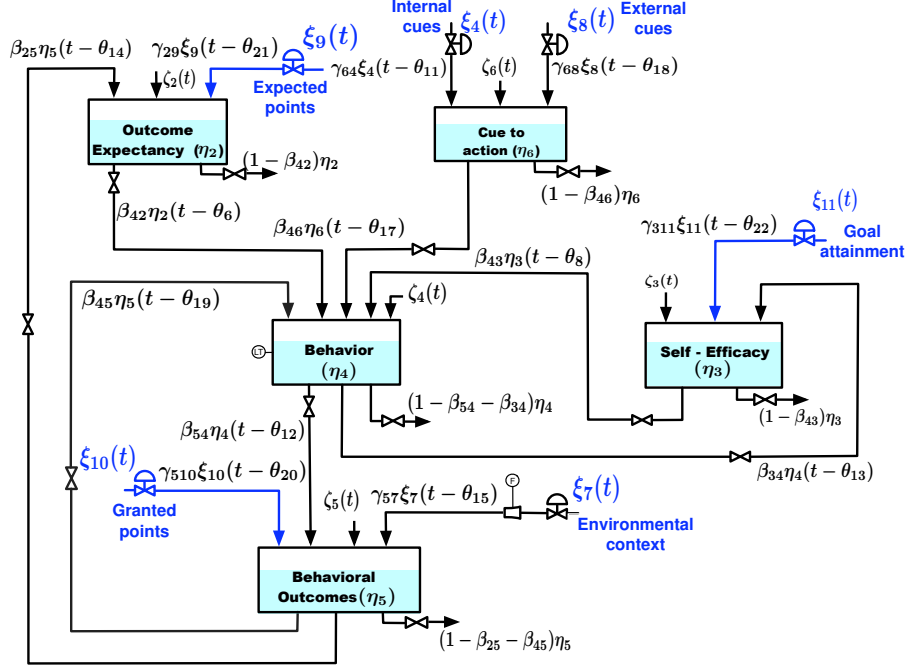 Internal
cues
ξ₄(t)
ξ₈(t)
External
cues
β₂₅η₅(t − θ₁₄)
γ₂₉ξ₉(t − θ₂₁)
ξ₉(t)
Expected
points
ζ₂(t)
γ₆₄ξ₄(t − θ₁₁)
ζ₆(t)
γ₆₈ξ₈(t − θ₁₈)
Outcome
Expectancy (η₂)
(1 − β₄₂)η₂
Cue to
action (η₆)
(1 − β₄₆)η₆
β₄₂η₂(t − θ₆)
β₄₆η₆(t − θ₁₇)
γ₃₁₁ξ₁₁(t − θ₂₂)
ξ₁₁(t)
Goal
attainment
β₄₃η₃(t − θ₈)
β₄₅η₅(t − θ₁₉)
ζ₄(t)
ζ₃(t)
LT
Behavior
(η₄)
Self - Efficacy
(η₃)
(1 − β₅₄ − β₃₄)η₄
(1 − β₄₃)η₃
β₅₄η₄(t − θ₁₂)
β₃₄η₄(t − θ₁₃)
ξ₁₀(t)
γ₅₁₀ξ₁₀(t − θ₂₀)
Granted
points
ζ₅(t)
γ₅₇ξ₇(t − θ₁₅)
F
ξ₇(t)
Environmental
context
Behavioral
Outcomes (η₅)
(1 − β₂₅ − β₄₅)η₅